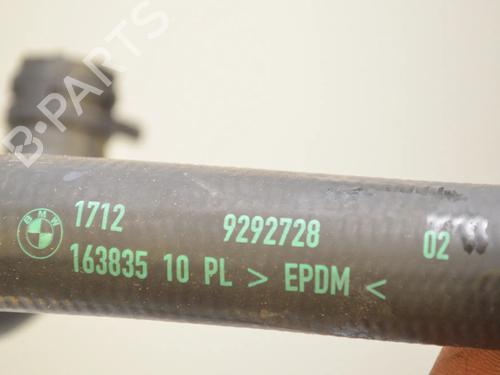 B-PARTS
BMW
1712 9292728 02
163835 10 PL > EPDM <